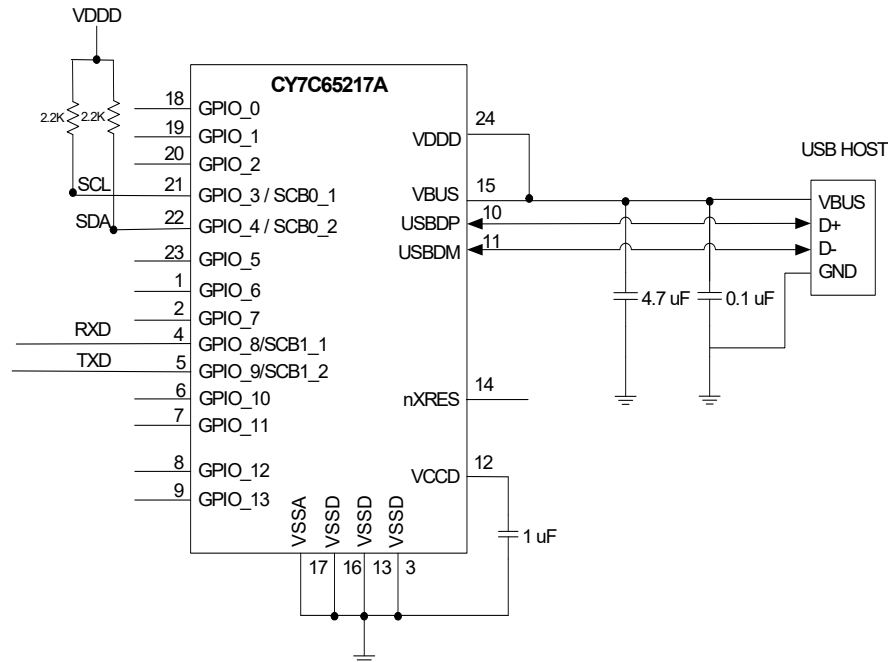 VDDD
2.2K 2.2K
SCL
SDA
RXD
TXD
CY7C65217A
18 GPIO_0
19 GPIO_1
20 GPIO_2
21 GPIO_3 / SCB0_1
22 GPIO_4 / SCB0_2
23 GPIO_5
1 GPIO_6
2 GPIO_7
4 GPIO_8/SCB1_1
5 GPIO_9/SCB1_2
6 GPIO_10
7 GPIO_11
8 GPIO_12
9 GPIO_13
VDDD 24
VBUS 15
USBDP 10
USBDM 11
nXRES 14
VCCD 12
VSSA
VSSD
VSSD
VSSD
17 16 13 3
1 uF
4.7 uF
0.1 uF
USB HOST
VBUS
D+
D-
GND